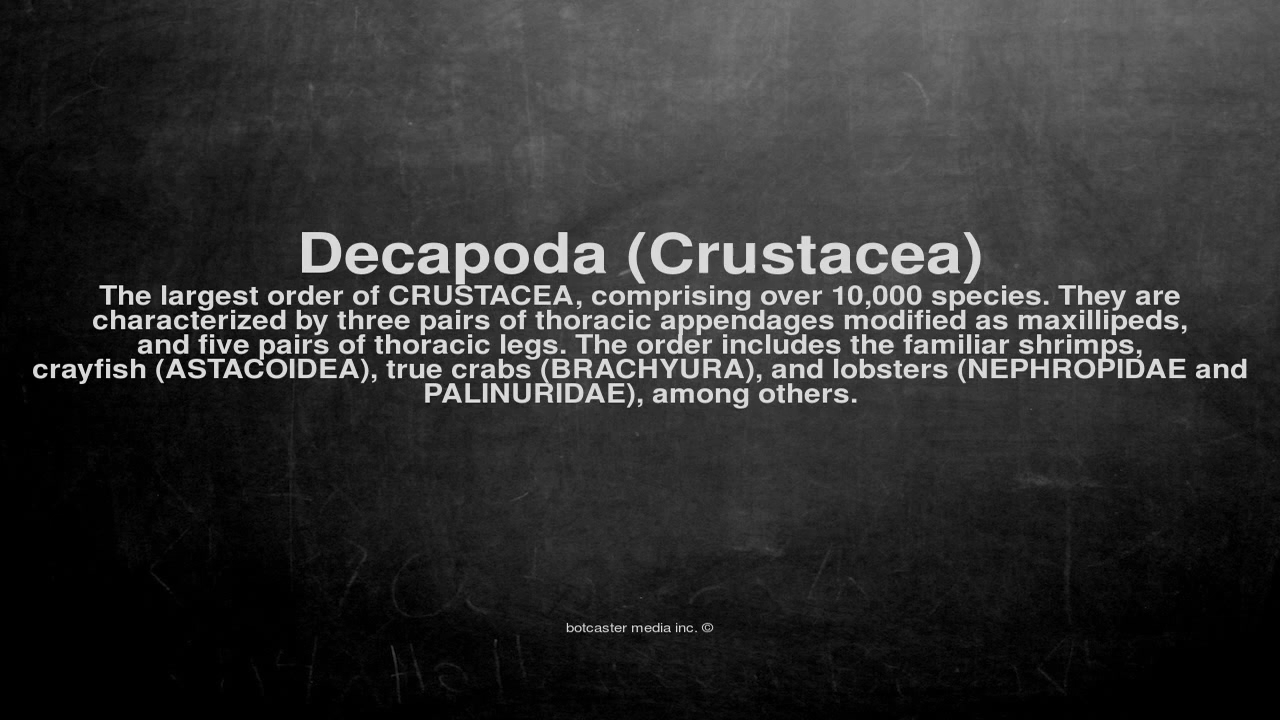 Decapoda (Crustacea)
The largest order of CRUSTACEA, comprising over 10,000 species. They are
characterized by three pairs of thoracic appendages modified as maxillipeds,
and five pairs of thoracic legs. The order includes the familiar shrimps,
crayfish (ASTACOIDEA), true crabs (BRACHYURA), and lobsters (NEPHROPIDAE and
PALINURIDAE), among others.
botcaster media inc. ©